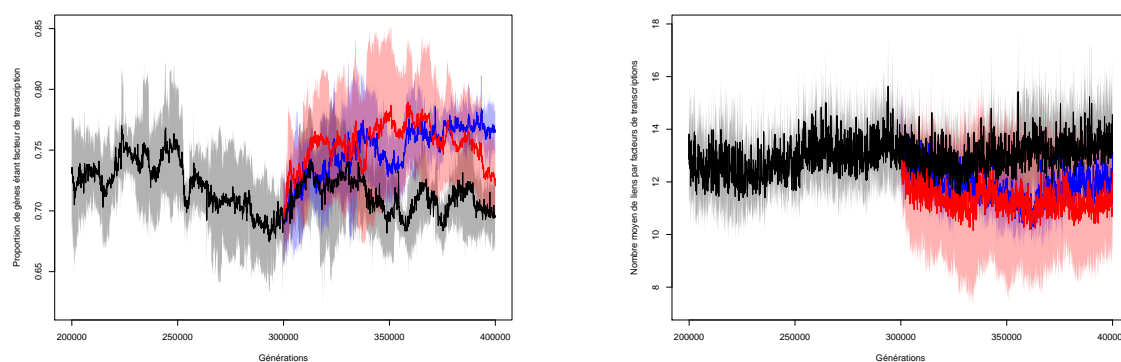 Proportion de gènes étant facteur de transcription
0.85
0.80
0.75
0.70
0.65
200000 250000 300000 350000 400000
Générations
Nombre moyen de liens par facteurs de transcriptions
18
16
14
12
10
8
200000 250000 300000 350000 400000
Générations